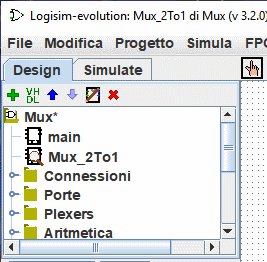 Logisim-evolution: Mux_2To1 di Mux (v 3.2.0
File Modifica Progetto Simula FPG
Design Simulate
VH
DL
Mux*
main
Mux_2To1
Connessioni
Porte
Plexers
Aritmetica